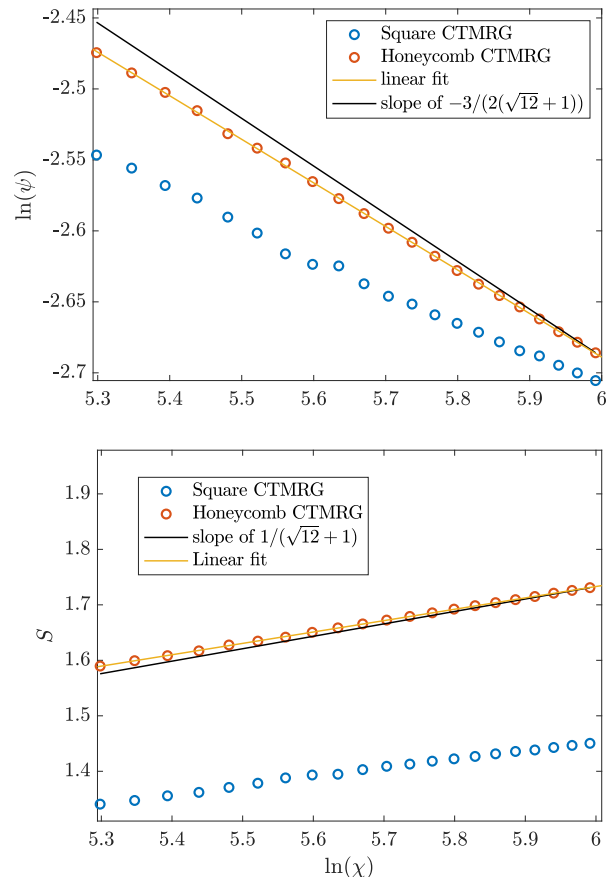 -2.45
-2.5
-2.55
-2.6
-2.65
-2.7
ln(ψ)
Square CTMRG
Honeycomb CTMRG
linear fit
slope of −3/(2(√12 + 1))
5.3 5.4 5.5 5.6 5.7 5.8 5.9 6
1.9
1.8
1.7
1.6
1.5
1.4
S
Square CTMRG
Honeycomb CTMRG
slope of 1/(√12 + 1)
Linear fit
5.3 5.4 5.5 5.6 5.7 5.8 5.9 6
ln(χ)